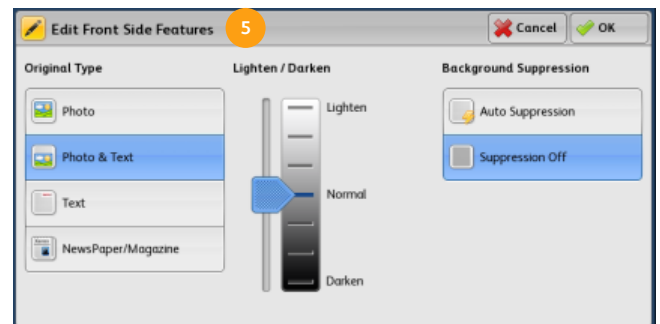 Edit Front Side Features
5
Cancel
OK
Original Type
Lighten / Darken
Background Suppression
Photo
Photo & Text
Text
NewsPaper/Magazine
Lighten
Normal
Darken
Auto Suppression
Suppression Off